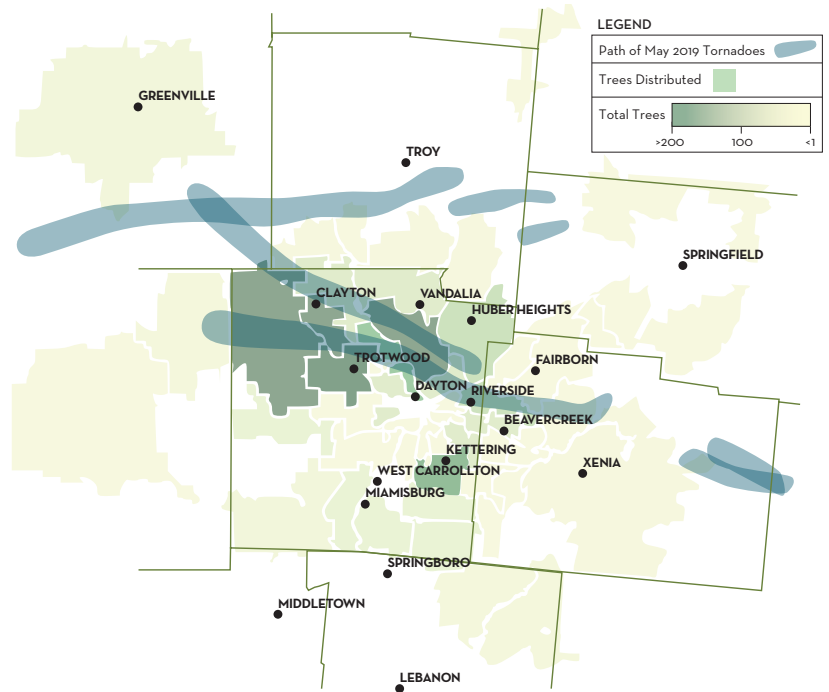 LEGEND
Path of May 2019 Tornadoes
Trees Distributed
Total Trees
>200 100 <1
GREENVILLE
TROY
SPRINGFIELD
CLAYTON
VANDALIA
HUBER HEIGHTS
TROTWOOD
FAIRBORN
DAYTON
RIVERSIDE
BEAVERCREEK
KETTERING
XENIA
WEST CARROLLTON
MIAMISBURG
SPRINGBORO
MIDDLETOWN
LEBANON